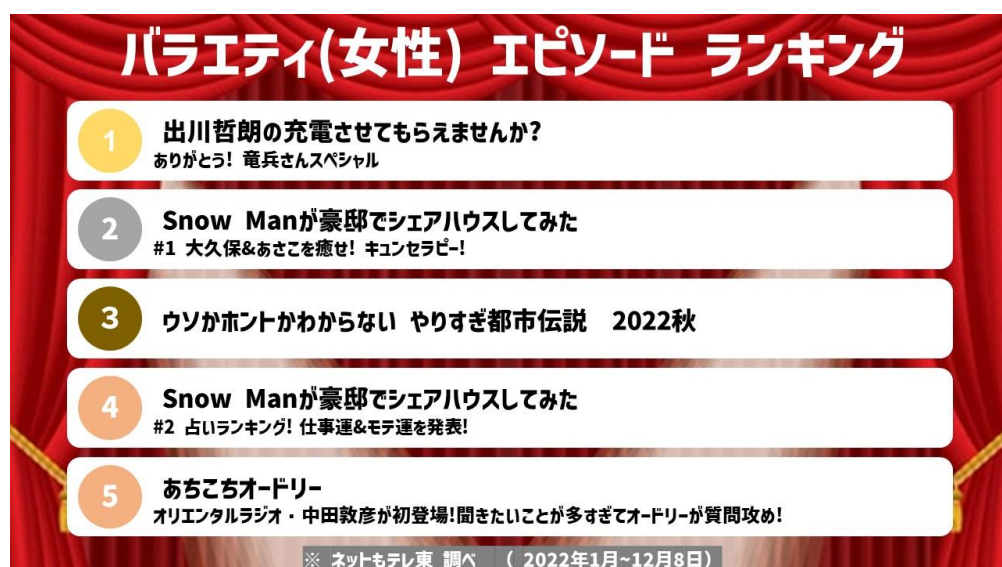 バラエティ(女性) エピソード ランキング
1
出川哲朗の充電させてもらえませんか?
ありがとう! 竜兵さんスペシャル
2
Snow Manが豪邸でシェアハウスしてみた
#1 大久保&あさこを癒せ! キュンセラピー!
3
ウソかホントかわからない やりすぎ都市伝説 2022秋
4
Snow Manが豪邸でシェアハウスしてみた
#2 占いランキング! 仕事運&モテ運を発表!
5
あちこちオードリー
オリエンタルラジオ・中田敦彦が初登場!聞きたいことが多すぎてオードリーが質問攻め!
※ ネットもテレ東 調べ ( 2022年1月~12月8日)